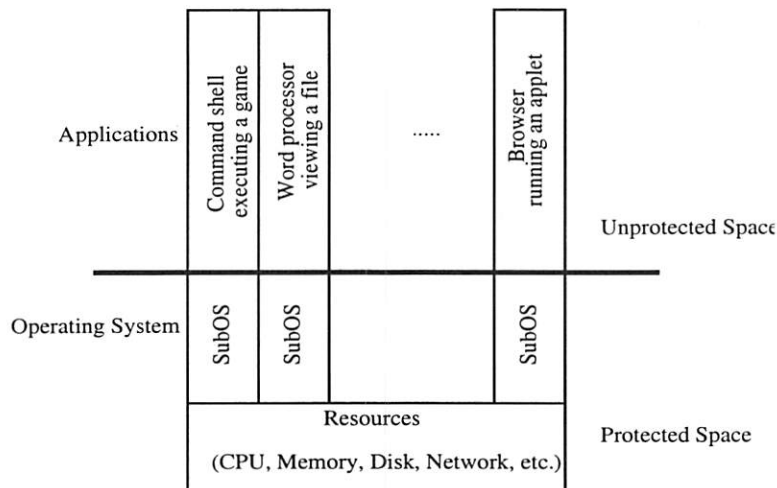 Applications
Command shell
executing a game
Word processor
viewing a file
.....
Browser
running an applet
Unprotected Space
Operating System
SubOS
SubOS
SubOS
Resources
(CPU, Memory, Disk, Network, etc.)
Protected Space